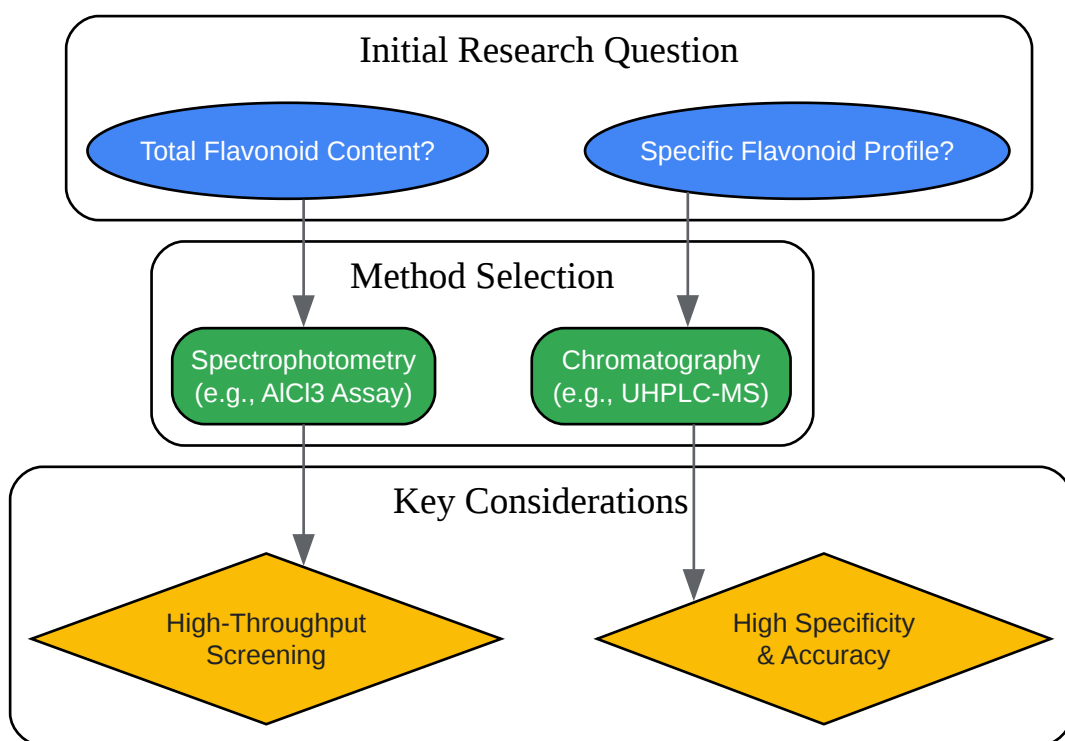 Initial Research Question
Total Flavonoid Content?
Specific Flavonoid Profile?
Method Selection
Spectrophotometry
(e.g., AlCl3 Assay)
Chromatography
(e.g., UHPLC-MS)
Key Considerations
High-Throughput
Screening
High Specificity
& Accuracy